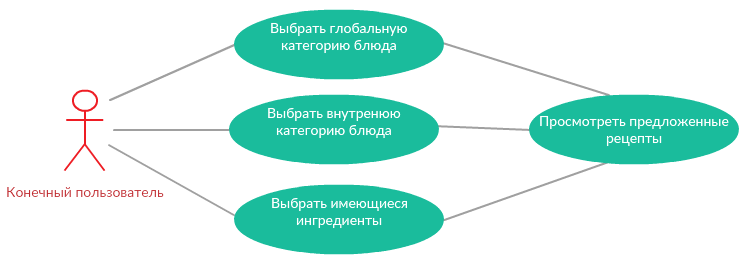 Выбрать глобальную
категорию блюда
Выбрать внутренюю
категорию блюда
Просмотреть предложенные
рецепты
Конечный пользователь
Выбрать имеющиеся
ингредиенты